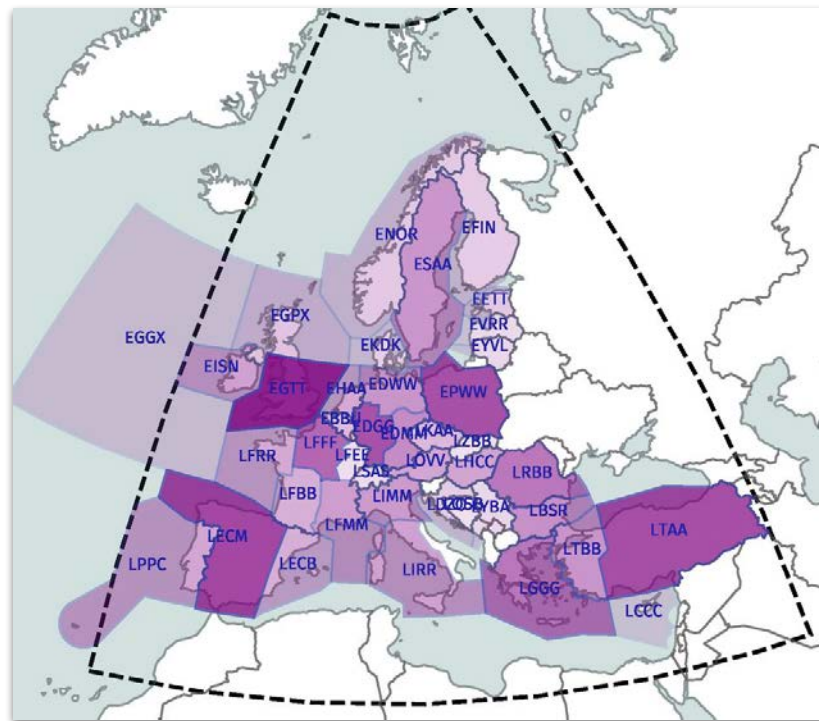 ENOR
EFIN
ESAA
EETT
EGPX
EVRR
EGGX
EKDK
EYVL
EISN
EHAA
EDWW
EGTT
EPWW
EBBU
EDGG
LKAA
EDMM
LFFF
LZBB
LFRR
LFEE
LOVV
LHCC
LSAS
LRBB
LFBB
LIMM
LYBA
LBSR
LFMM
LTAA
LECM
LTBB
LPPC
LECB
LIRR
LGGG
LCCC